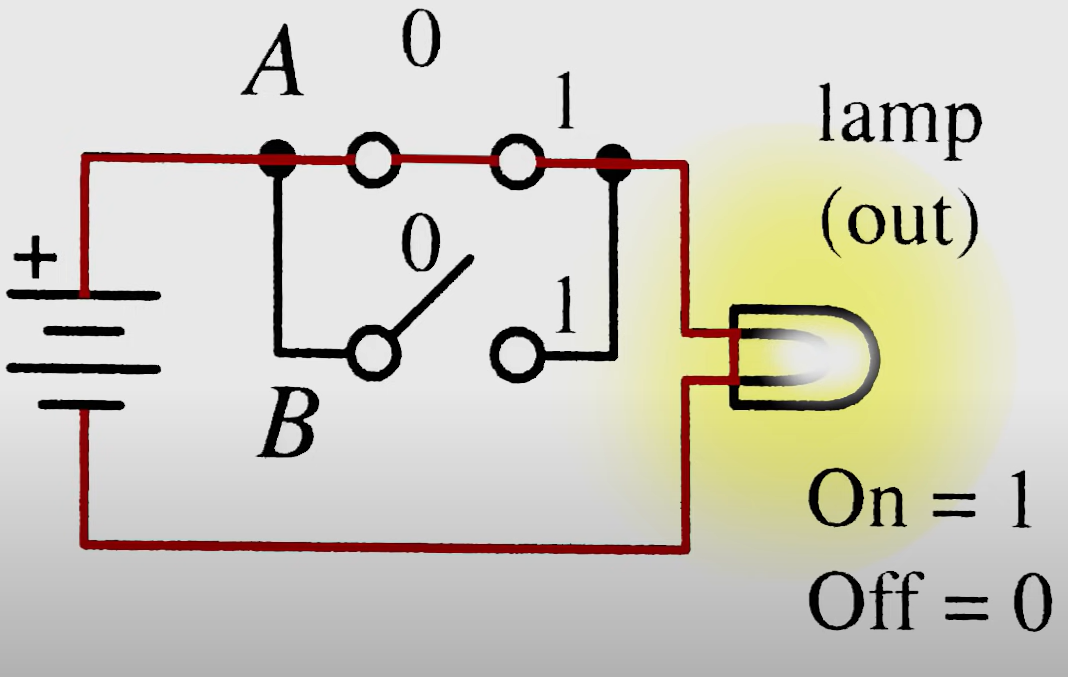 A
0
1
lamp
(out)
+
0
1
B
On = 1
Off = 0